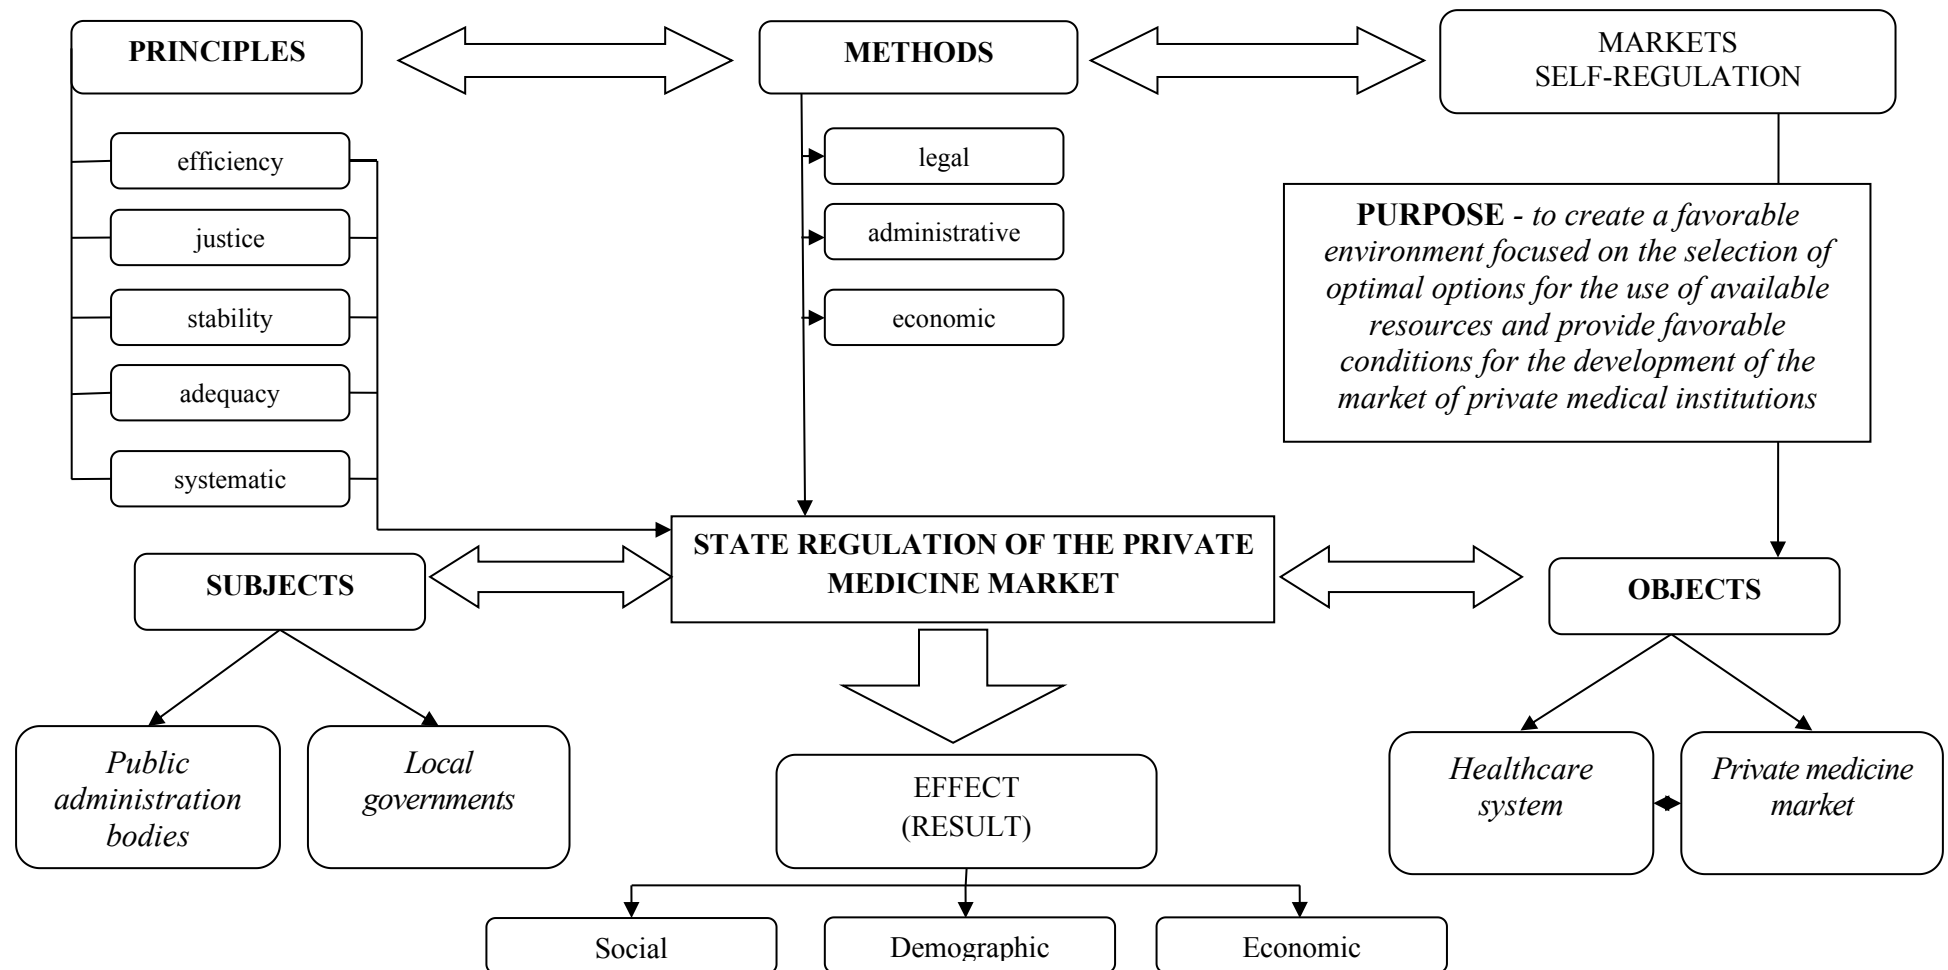 PRINCIPLES
METHODS
MARKETS
SELF-REGULATION
efficiency
justice
stability
adequacy
systematic
legal
administrative
economic
PURPOSE - to create a favorable
environment focused on the selection of
optimal options for the use of available
resources and provide favorable
conditions for the development of the
market of private medical institutions
STATE REGULATION OF THE PRIVATE
MEDICINE MARKET
SUBJECTS
OBJECTS
Public
administration
bodies
Local
governments
EFFECT
(RESULT)
Healthcare
system
Private medicine
market
Social
Demographic
Economic